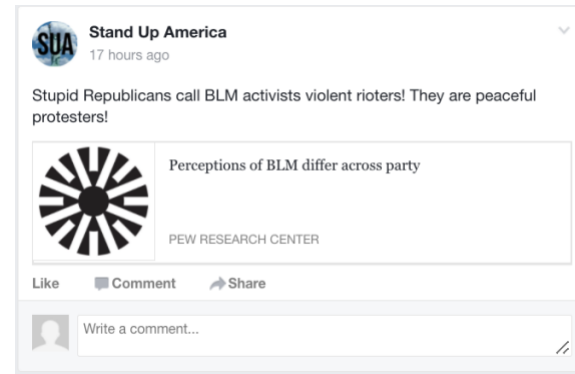 SUA
Stand Up America
17 hours ago
Stupid Republicans call BLM activists violent rioters! They are peaceful
protesters!
Perceptions of BLM differ across party
PEW RESEARCH CENTER
Like Comment Share
Write a comment...